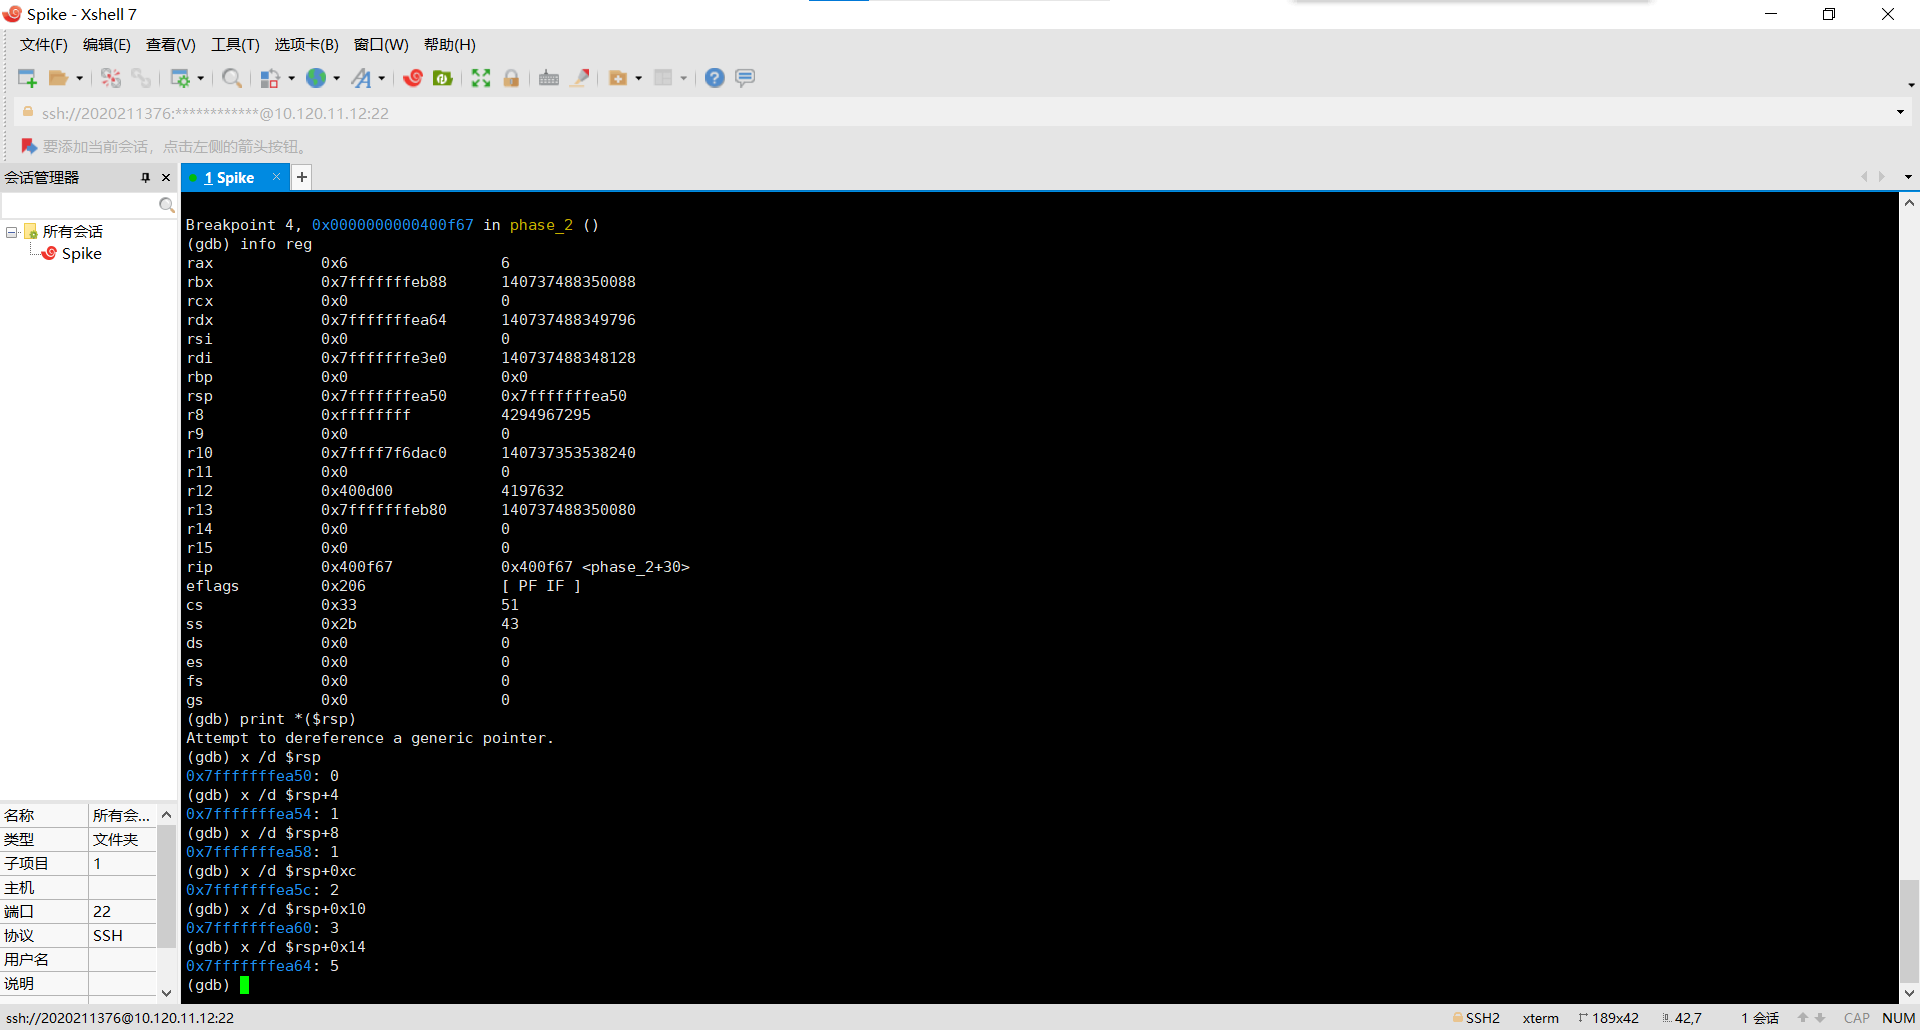 Spike - Xshell 7
文件(F) 编辑(E) 查看(V) 工具(T) 选项卡(B) 窗口(W) 帮助(H)
ssh://2020211376:************@10.120.11.12:22
要添加当前会话，点击左侧的箭头按钮。
会话管理器
1 Spike
所有会话
Spike
Breakpoint 4, 0x0000000000400f67 in phase_2 ()
(gdb) info reg
rax 0x6 6
rbx 0x7fffffffeb88 140737488350088
rcx 0x0 0
rdx 0x7fffffffea64 140737488349796
rsi 0x0 0
rdi 0x7fffffffe3e0 140737488348128
rbp 0x0 0x0
rsp 0x7fffffffea50 0x7fffffffea50
r8 0xffffffff 4294967295
r9 0x0 0
r10 0x7ffff7f6dac0 140737353538240
r11 0x0 0
r12 0x400d00 4197632
r13 0x7fffffffeb80 140737488350080
r14 0x0 0
r15 0x0 0
rip 0x400f67 0x400f67 <phase_2+30>
eflags 0x206 [ PF IF ]
cs 0x33 51
ss 0x2b 43
ds 0x0 0
es 0x0 0
fs 0x0 0
gs 0x0 0
(gdb) print *($rsp)
Attempt to dereference a generic pointer.
(gdb) x /d $rsp
0x7fffffffea50: 0
(gdb) x /d $rsp+4
0x7fffffffea54: 1
(gdb) x /d $rsp+8
0x7fffffffea58: 1
(gdb) x /d $rsp+0xc
0x7fffffffea5c: 2
(gdb) x /d $rsp+0x10
0x7fffffffea60: 3
(gdb) x /d $rsp+0x14
0x7fffffffea64: 5
(gdb)
名称 所有会...
类型 文件夹
子项目 1
主机
端口 22
协议 SSH
用户名
说明
ssh://2020211376@10.120.11.12:22 SSH2 xterm 189x42 42,7 1 会话 CAP NUM